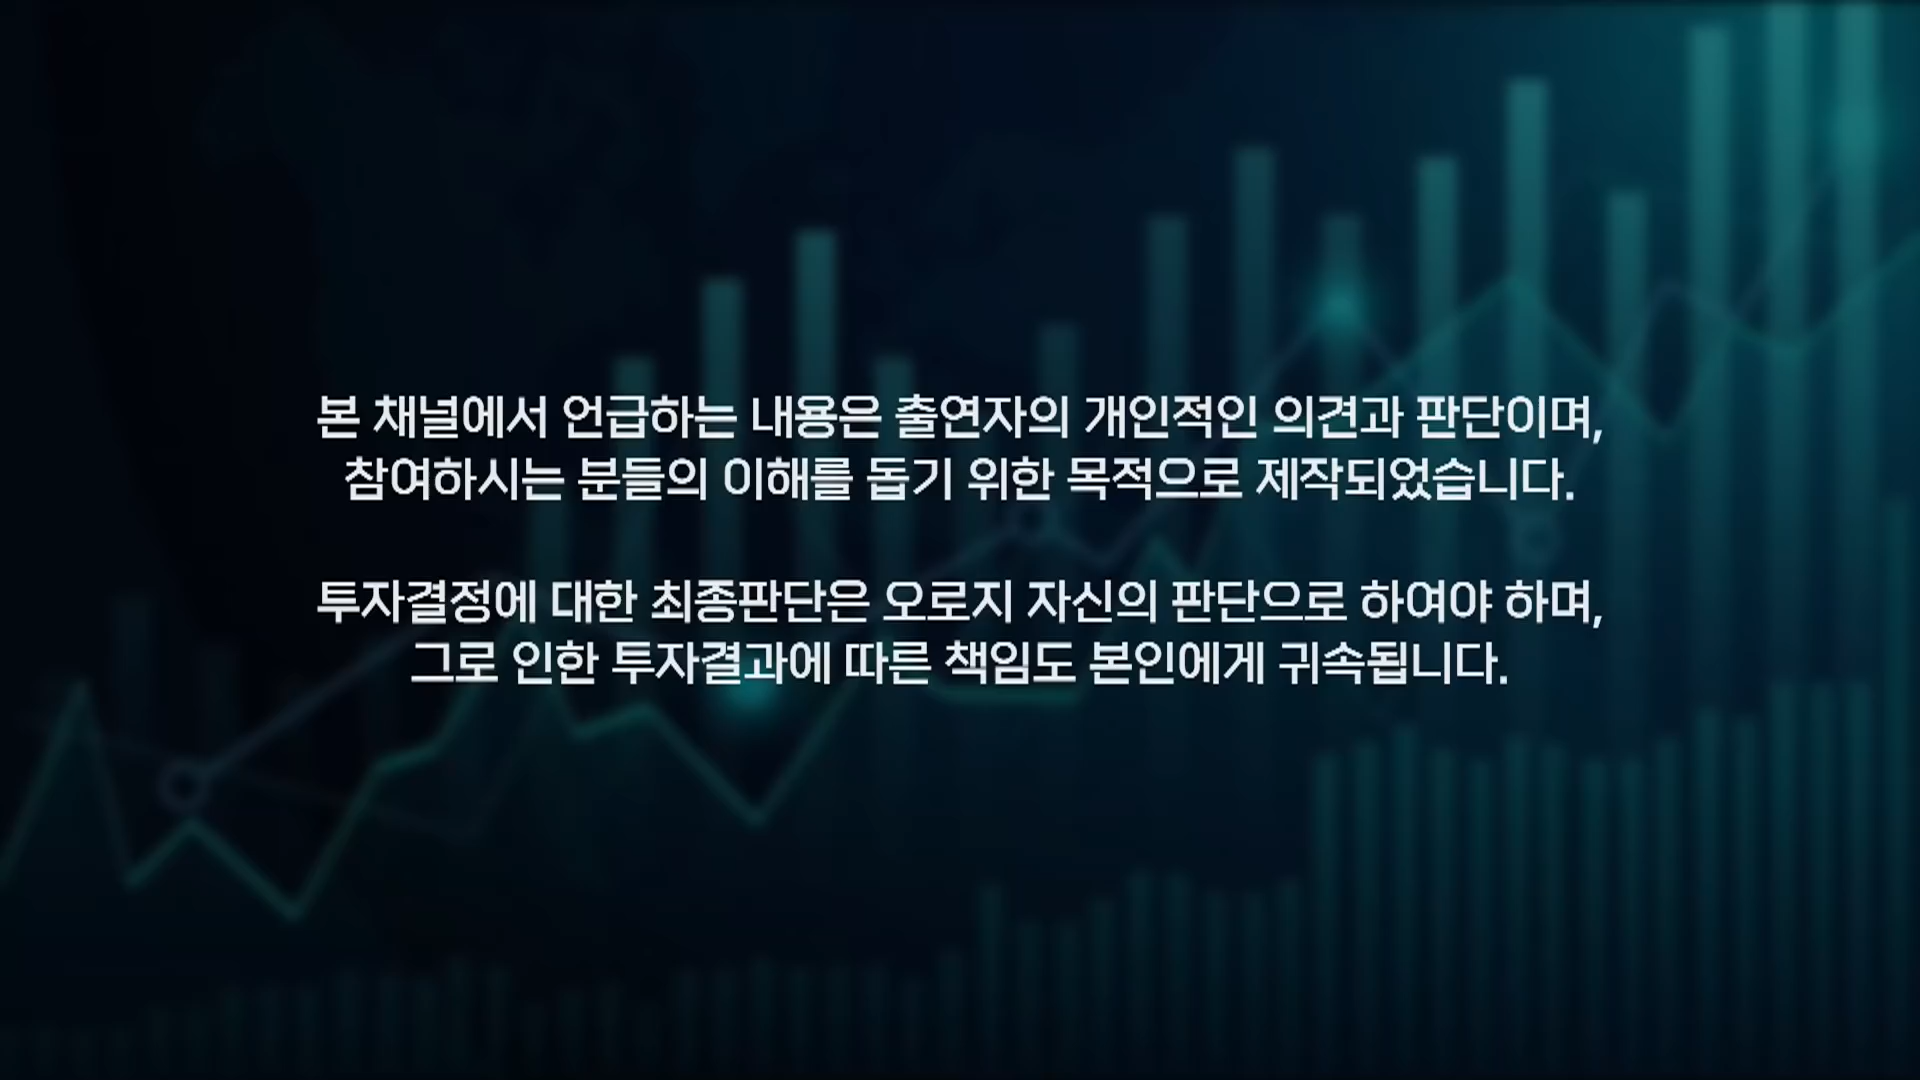 본 채널에서 언급하는 내용은 출연자의 개인적인 의견과 판단이며,
참여하시는 분들의 이해를 돕기 위한 목적으로 제작되었습니다.
투자결정에 대한 최종판단은 오로지 자신의 판단으로 하여야 하며,
그로 인한 투자결과에 따른 책임도 본인에게 귀속됩니다.